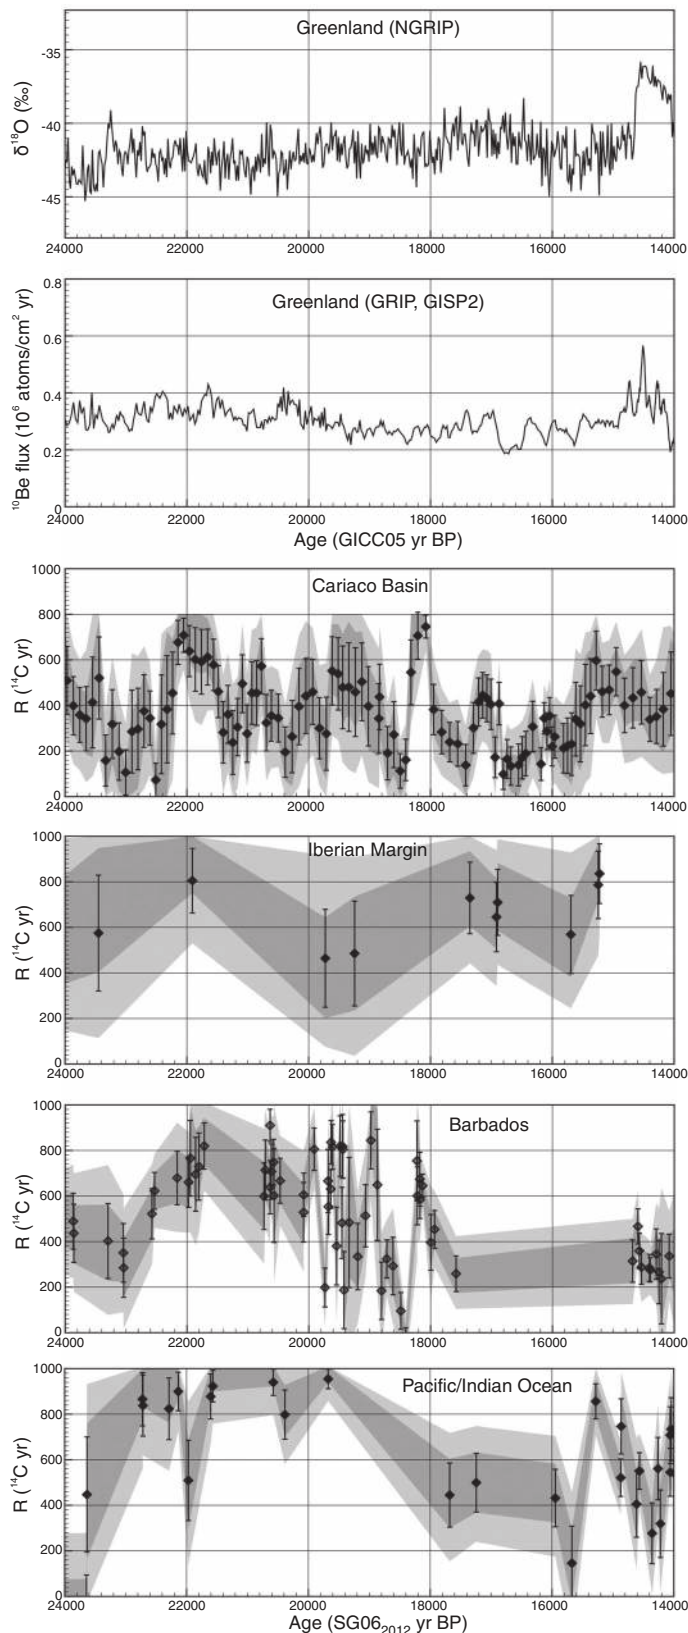 Greenland (NGRIP)
δ¹⁸O (‰)
-35
-40
-45
24000 22000 20000 18000 16000 14000
Greenland (GRIP, GISP2)
¹⁰Be flux (10⁶ atoms/cm² yr)
0.8
0.6
0.4
0.2
0
24000 22000 20000 18000 16000 14000
Age (GICC05 yr BP)
Cariaco Basin
R (¹⁴C yr)
1000
800
600
400
200
0
24000 22000 20000 18000 16000 14000
Iberian Margin
R (¹⁴C yr)
1000
800
600
400
200
0
24000 22000 20000 18000 16000 14000
Barbados
R (¹⁴C yr)
1000
800
600
400
200
0
24000 22000 20000 18000 16000 14000
Pacific/Indian Ocean
R (¹⁴C yr)
1000
800
600
400
200
0
24000 22000 20000 18000 16000 14000
Age (SG06₂₀₁₂ yr BP)